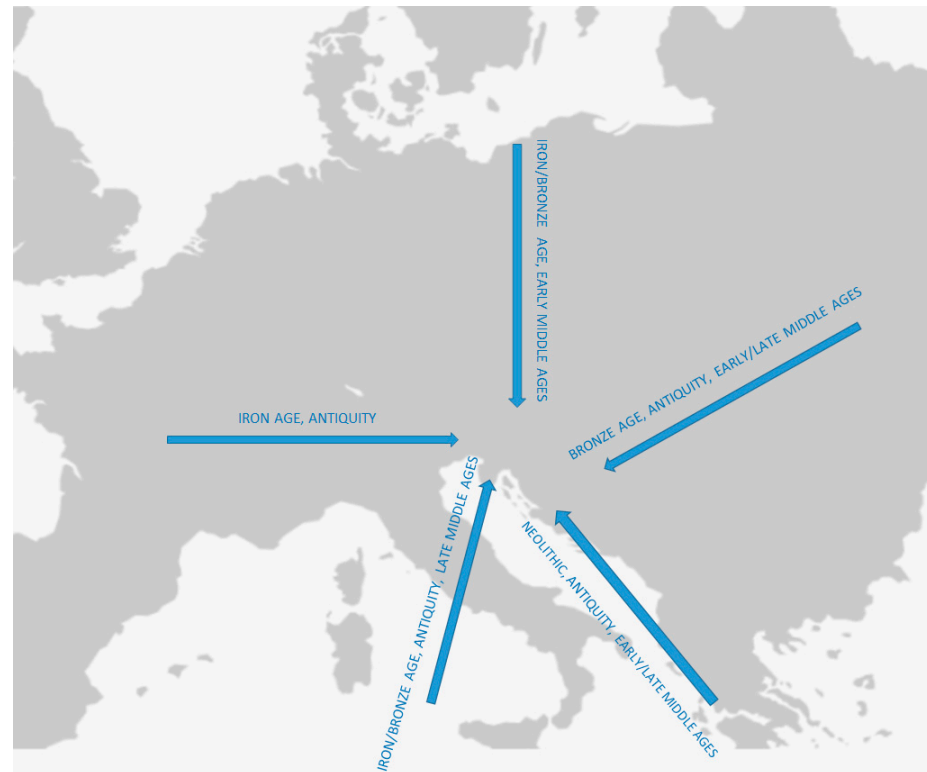 IRON/BRONZE AGE, EARLY MIDDLE AGES
BRONZE AGE, ANTIQUITY, EARLY/LATE MIDDLE AGES
IRON AGE, ANTIQUITY
IRON/BRONZE AGE, ANTIQUITY, LATE MIDDLE AGES
NEOLITHIC, ANTIQUITY, EARLY/LATE MIDDLE AGES